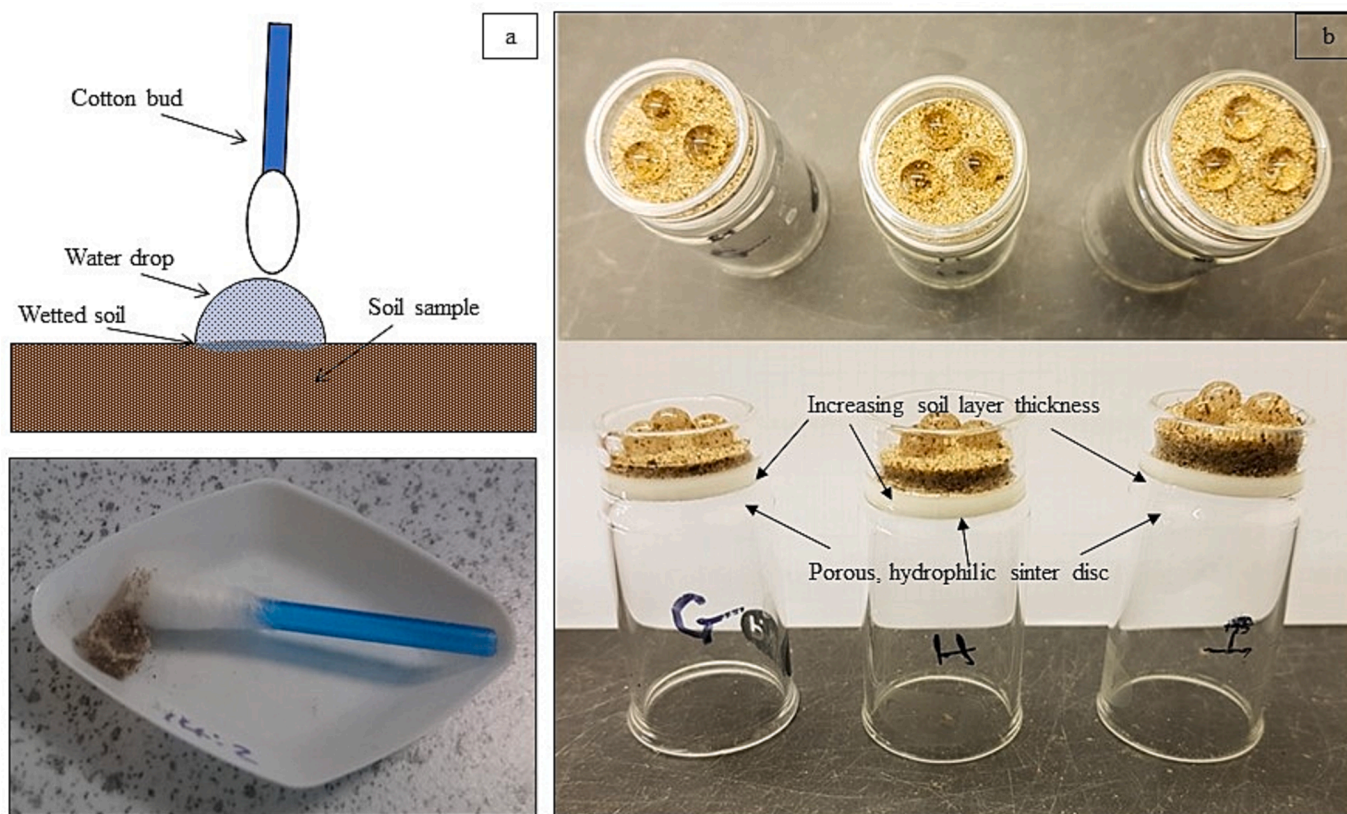 a
Cotton bud
Water drop
Wetted soil
Soil sample
b
Increasing soil layer thickness
Porous, hydrophilic sinter disc
G
H
I